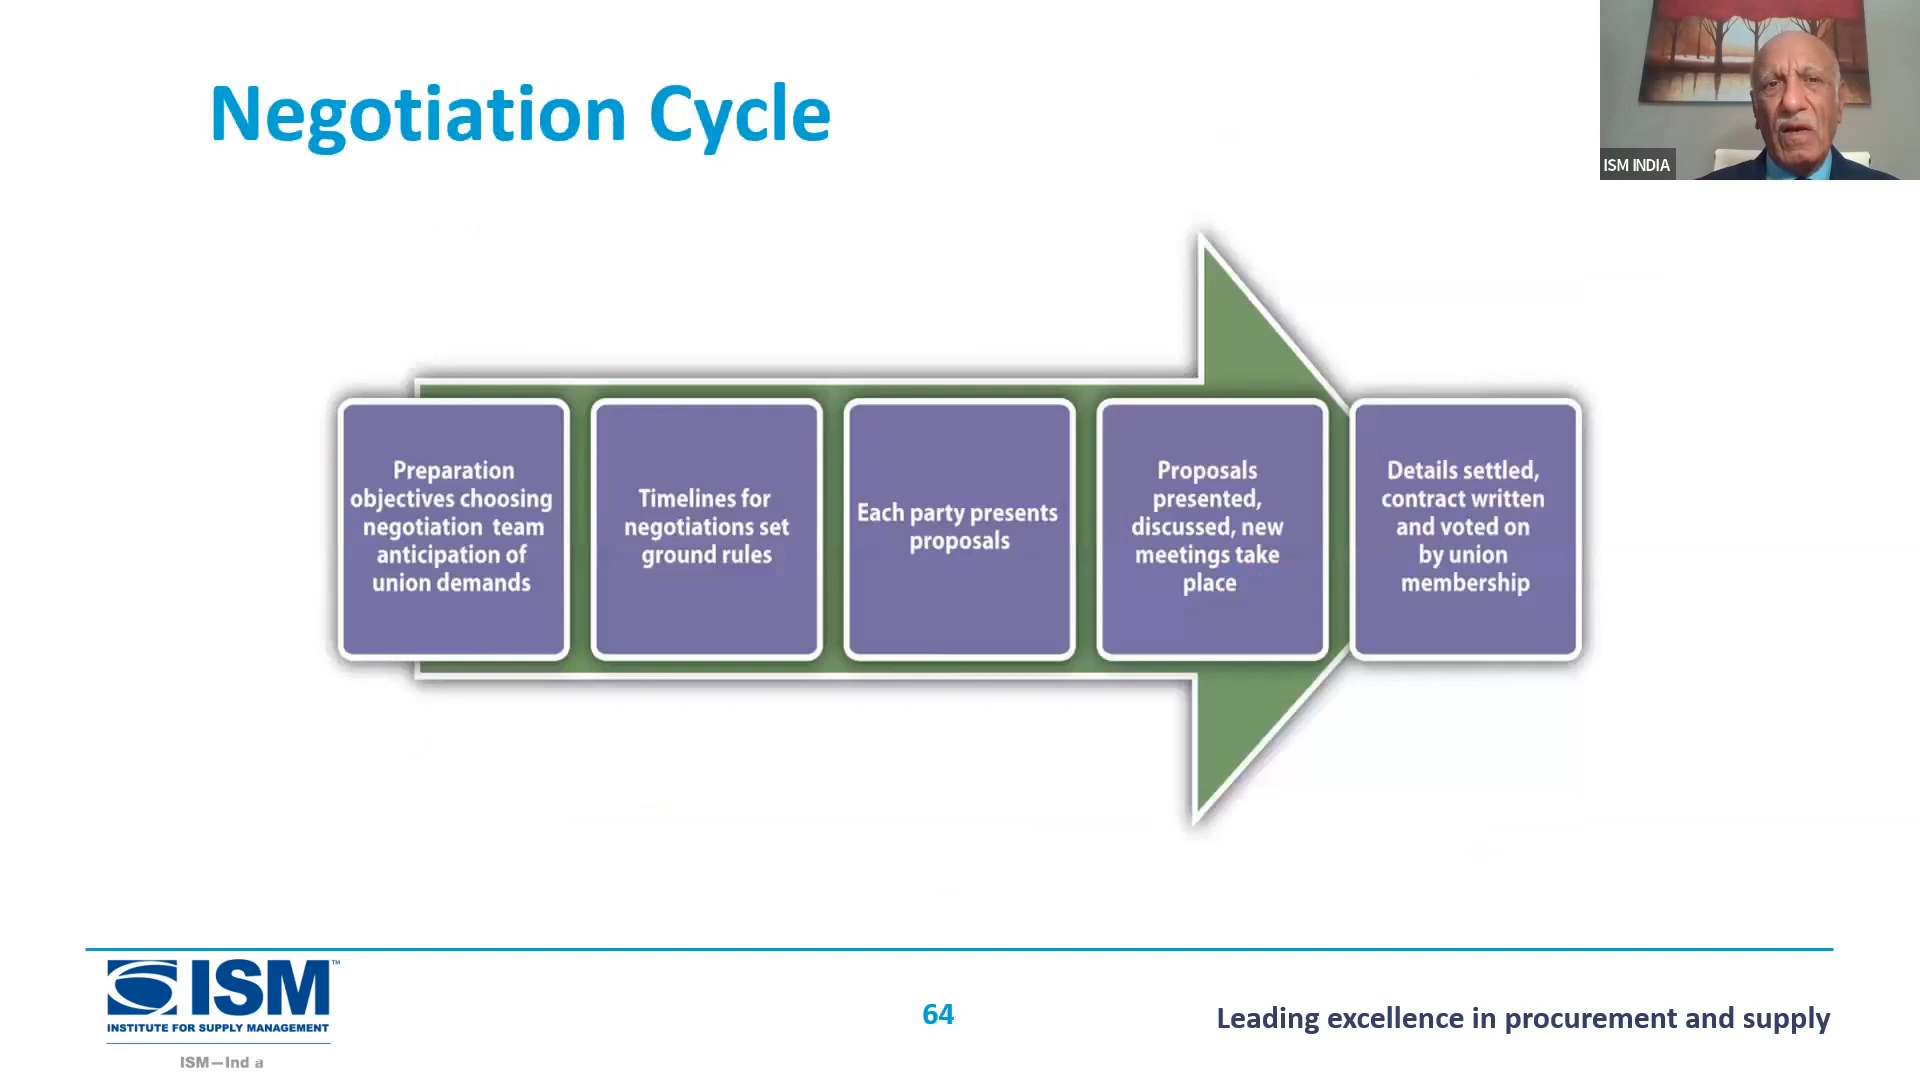 Negotiation Cycle
ISM INDIA
Preparation
objectives choosing
negotiation team
anticipation of
union demands
Timelines for
negotiations set
ground rules
Each party presents
proposals
Proposals
presented,
discussed, new
meetings take
place
Details settled,
contract written
and voted on
by union
membership
ISM™
INSTITUTE FOR SUPPLY MANAGEMENT
ISM—Ind a
64
Leading excellence in procurement and supply